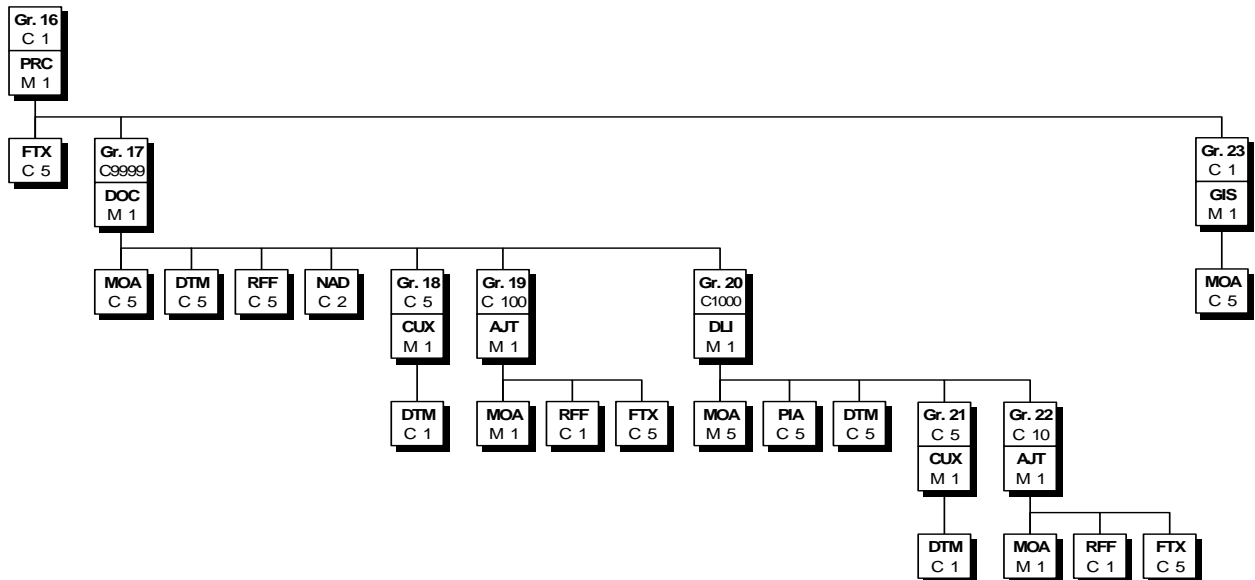 Gr. 16
C 1
PRC
M 1
FTX
C 5
Gr. 17
C9999
DOC
M 1
Gr. 23
C 1
GIS
M 1
MOA
C 5
DTM
C 5
RFF
C 5
NAD
C 2
Gr. 18
C 5
CUX
M 1
Gr. 19
C 100
AJT
M 1
Gr. 20
C1000
DLI
M 1
MOA
C 5
DTM
C 1
MOA
M 1
RFF
C 1
FTX
C 5
MOA
M 5
PIA
C 5
DTM
C 5
Gr. 21
C 5
CUX
M 1
Gr. 22
C 10
AJT
M 1
DTM
C 1
MOA
M 1
RFF
C 1
FTX
C 5